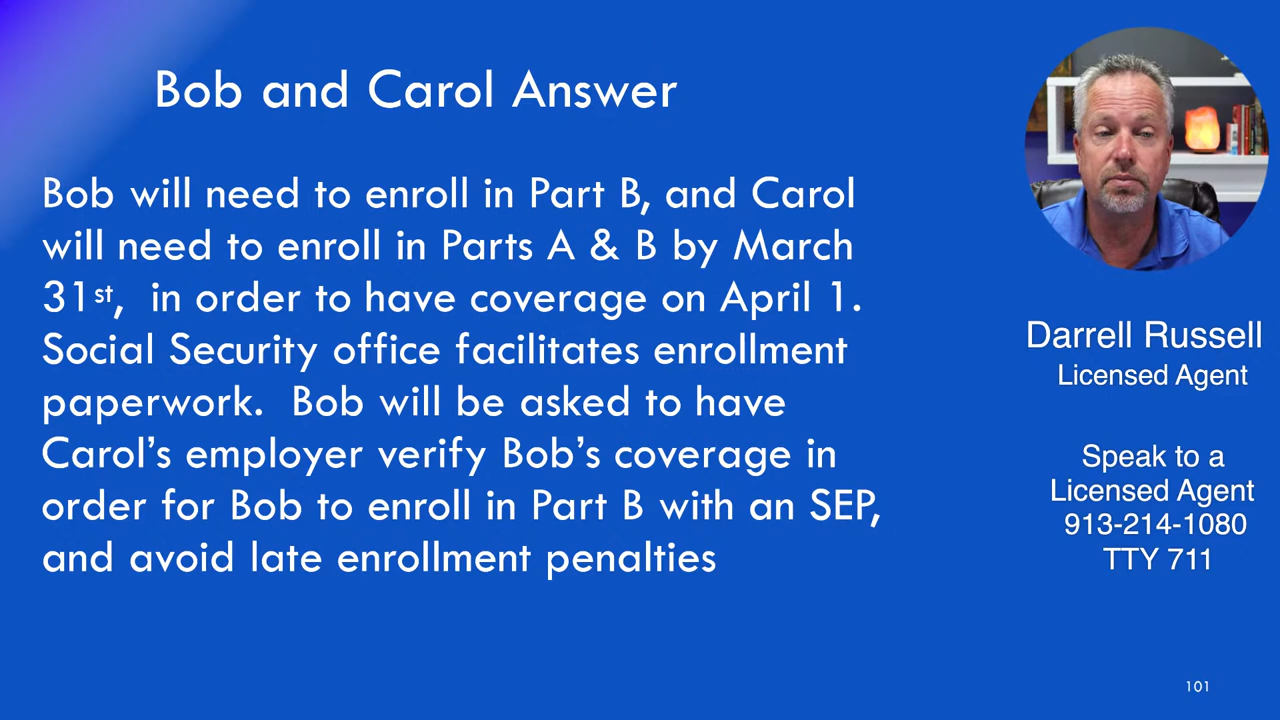 Bob and Carol Answer
Bob will need to enroll in Part B, and Carol
will need to enroll in Parts A & B by March
31st,  in order to have coverage on April 1.
Social Security office facilitates enrollment
paperwork.  Bob will be asked to have
Carol’s employer verify Bob’s coverage in
order for Bob to enroll in Part B with an SEP,
and avoid late enrollment penalties
Darrell Russell
Licensed Agent
Speak to a
Licensed Agent
913-214-1080
TTY 711
101